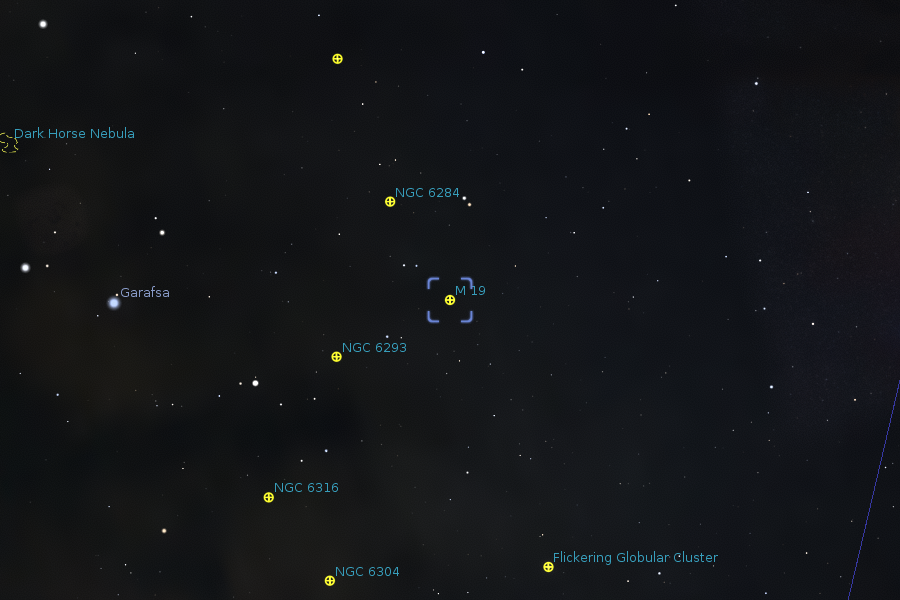 Dark Horse Nebula
NGC 6284
M 19
Garafsa
NGC 6293
NGC 6316
Flickering Globular Cluster
NGC 6304